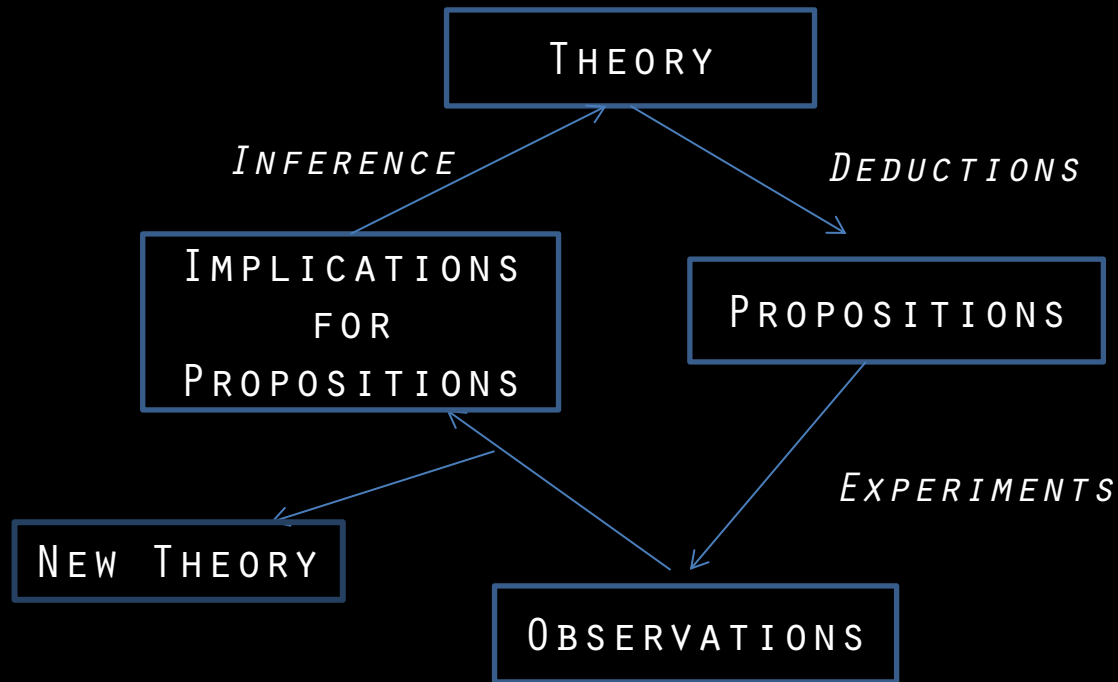 THEORY
INFERENCE
DEDUCTIONS
IMPLICATIONS
FOR
PROPOSITIONS
PROPOSITIONS
EXPERIMENTS
NEW THEORY
OBSERVATIONS